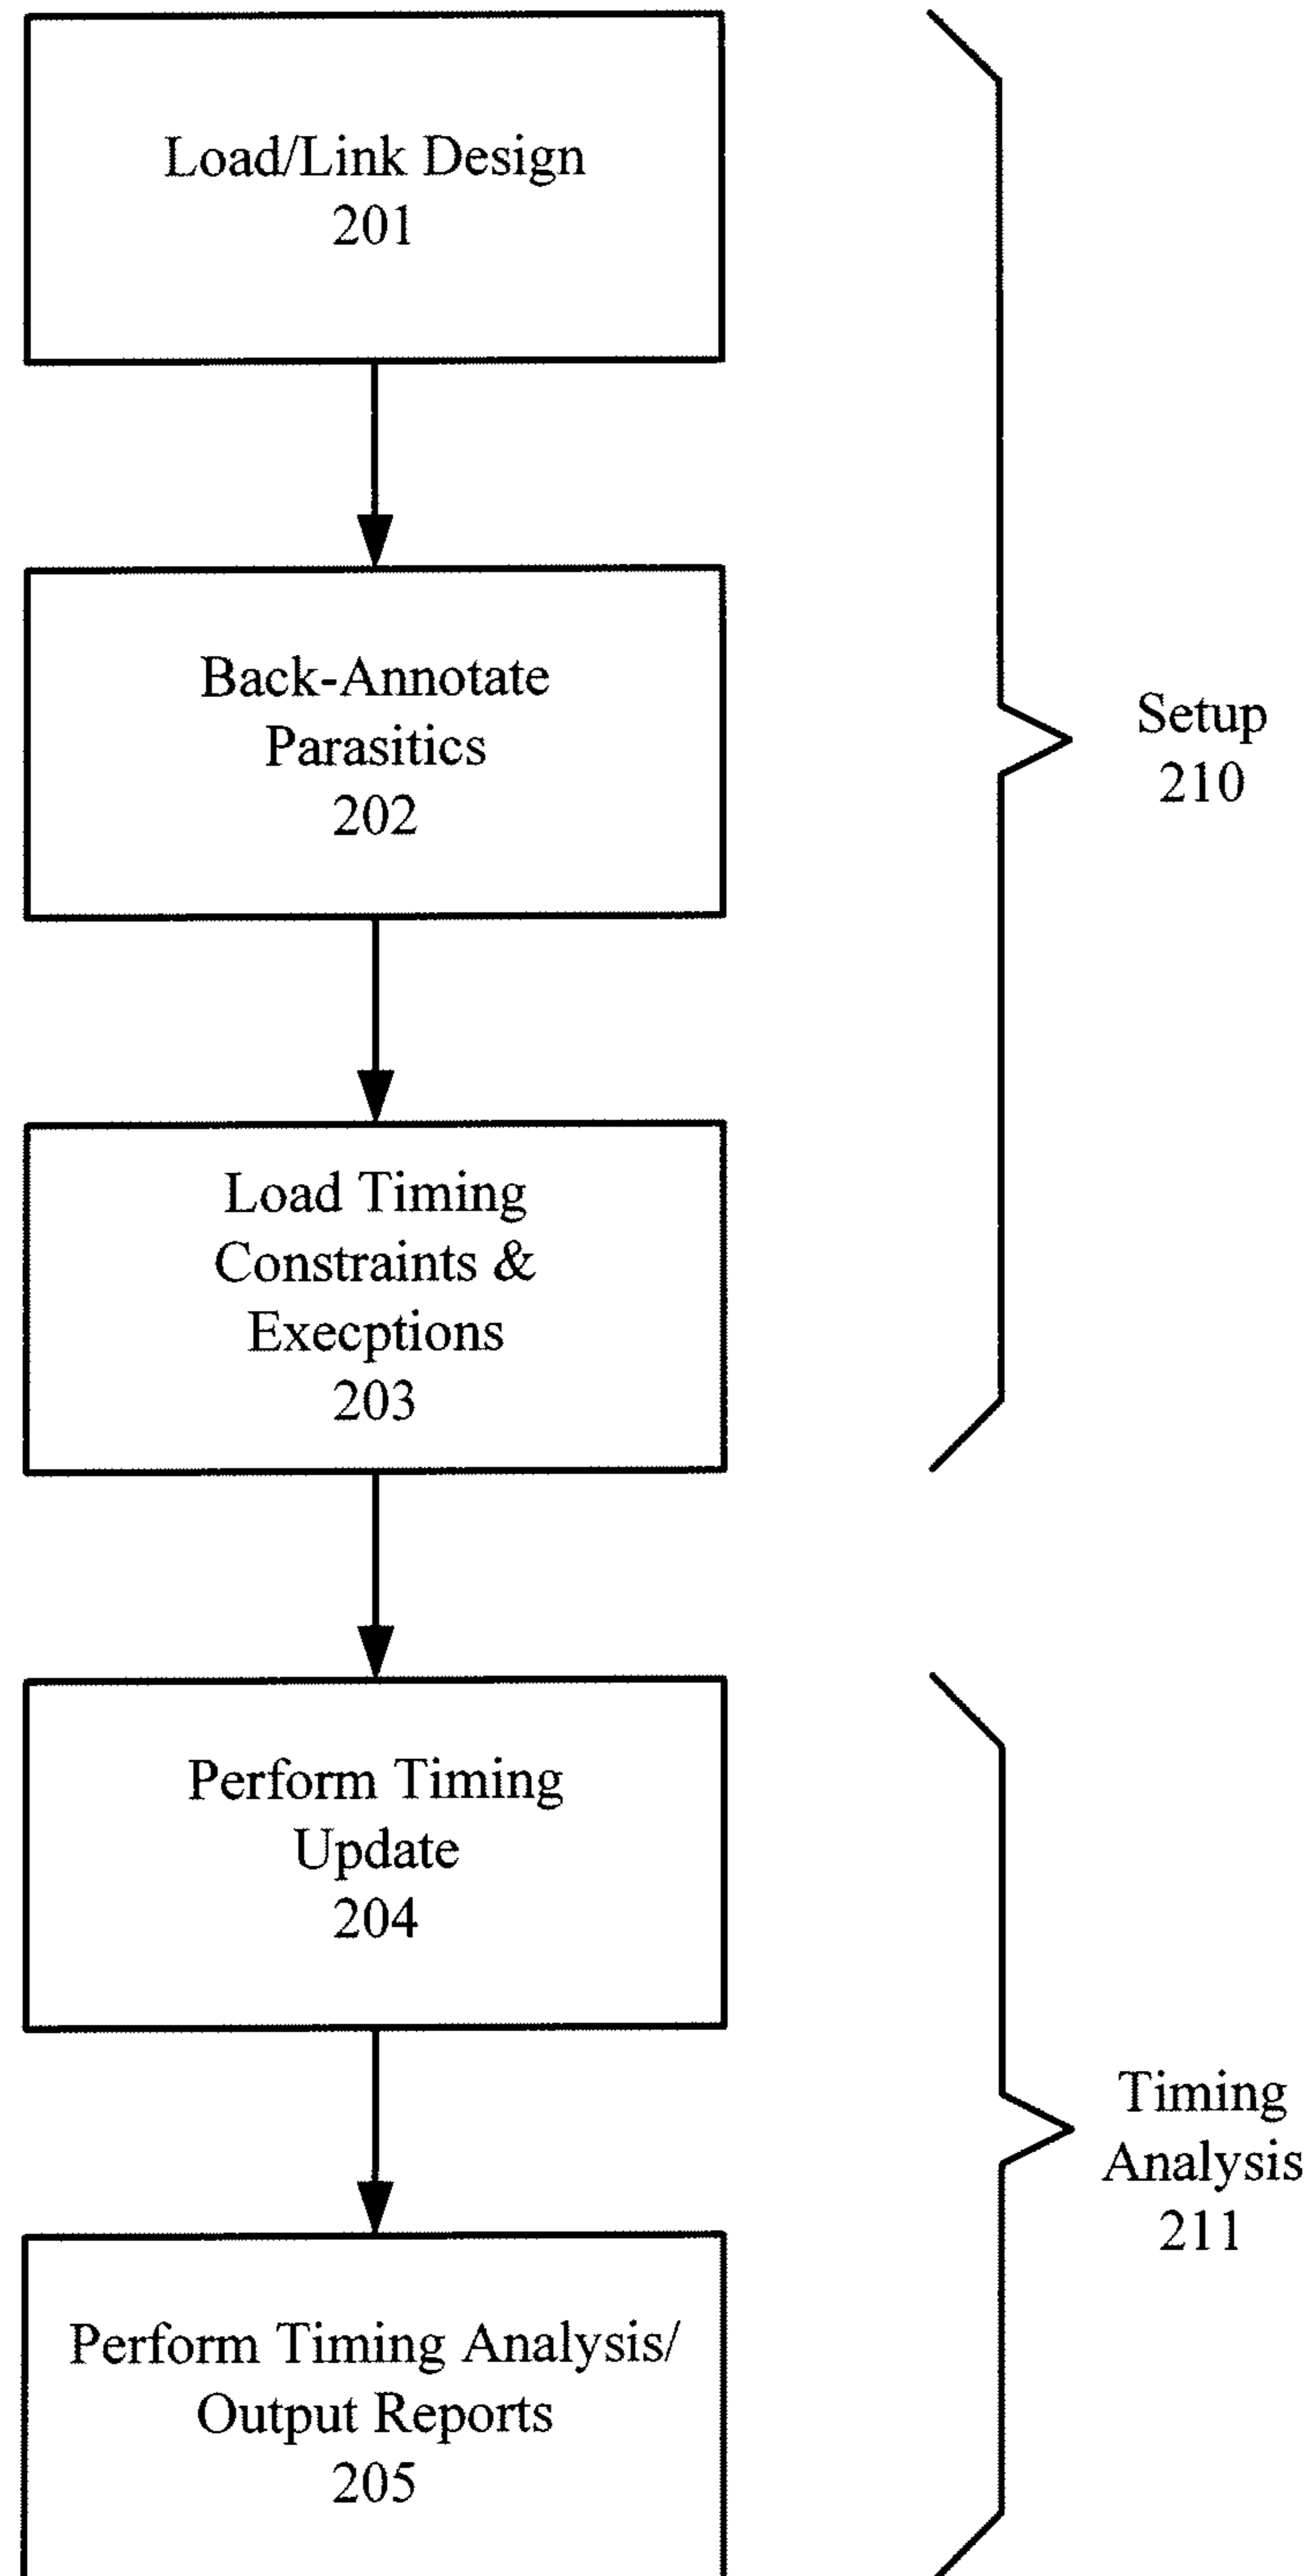 Load/Link Design
201
Back-Annotate
Parasitics
202
Setup
210
Load Timing
Constraints &
Execptions
203
Perform Timing
Update
204
Timing
Analysis
211
Perform Timing Analysis/
Output Reports
205